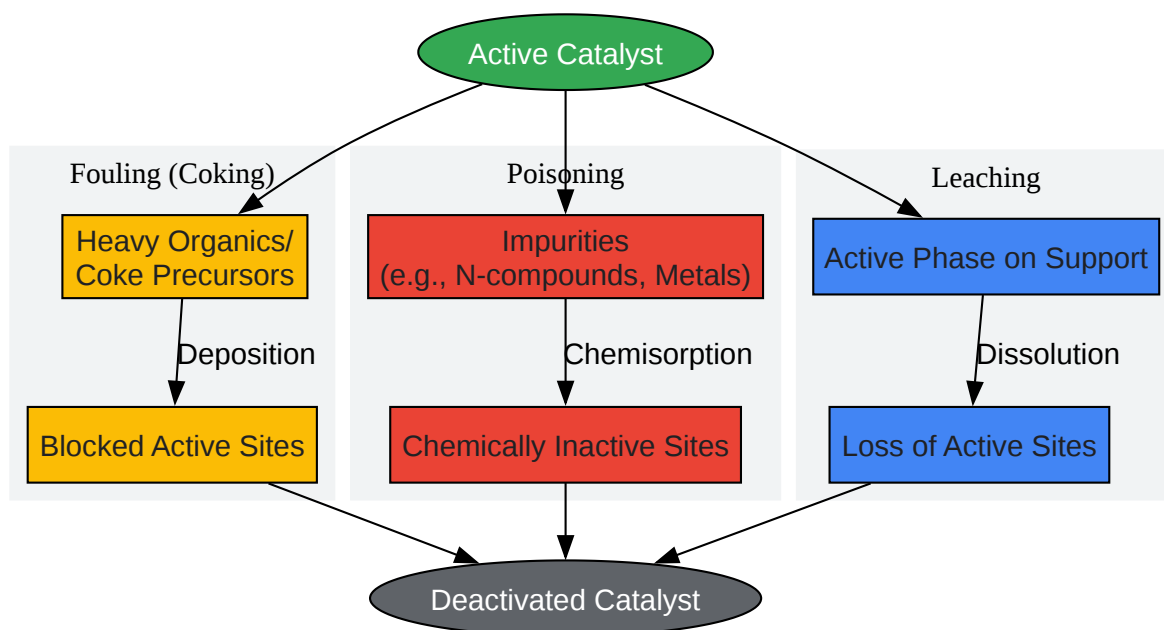 Active Catalyst
Fouling (Coking)
Poisoning
Leaching
Heavy Organics/
Coke Precursors
Impurities
(e.g., N-compounds, Metals)
Active Phase on Support
Deposition
Chemisorption
Dissolution
Blocked Active Sites
Chemically Inactive Sites
Loss of Active Sites
Deactivated Catalyst